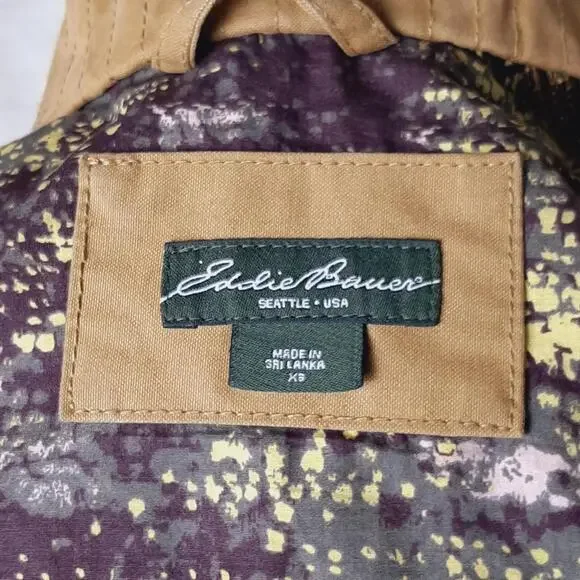 Eddie Bauer®
SEATTLE • USA
MADE IN
SRI LANKA
XS